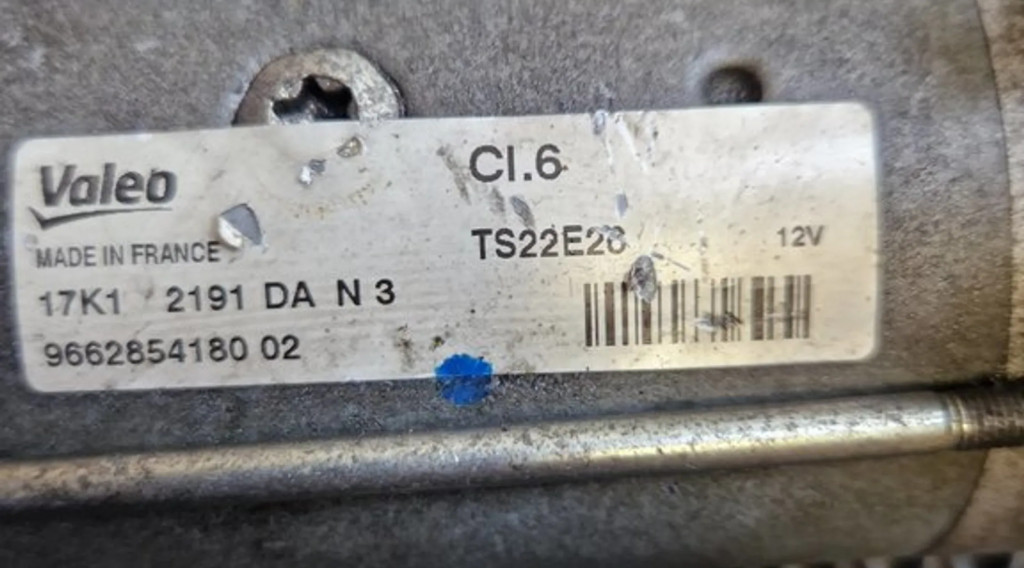 Valeo
Cl.6
MADE IN FRANCE
TS22E26
12V
17K1 2191 DA N 3
9662854180 02